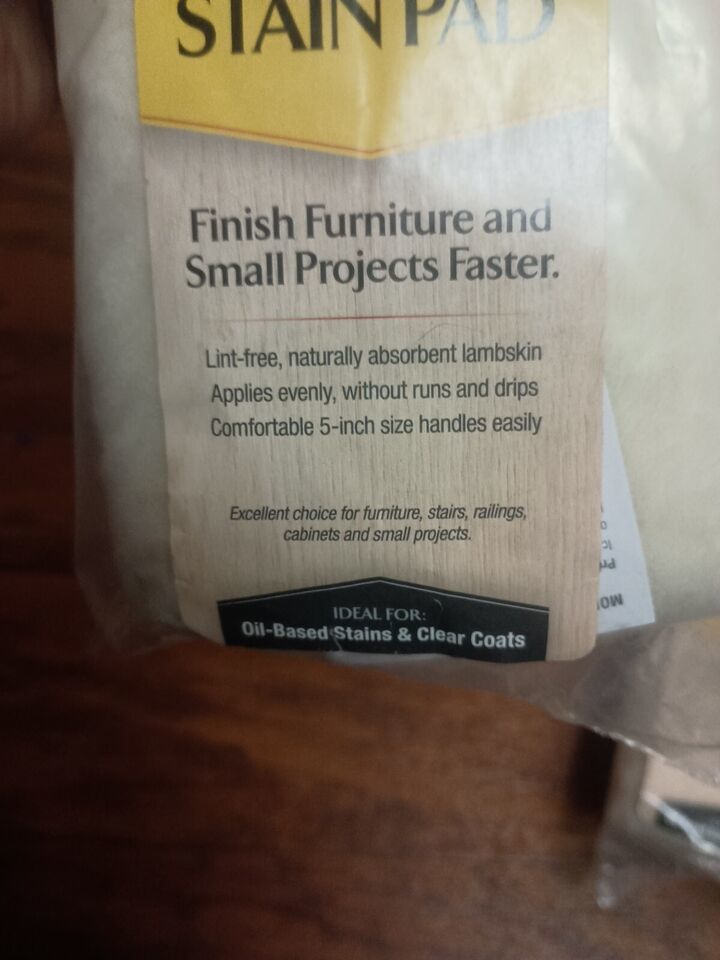 STAIN PAD
Finish Furniture and
Small Projects Faster.
Lint-free, naturally absorbent lambskin
Applies evenly, without runs and drips
Comfortable 5-inch size handles easily
Excellent choice for furniture, stairs, railings,
cabinets and small projects.
IDEAL FOR:
Oil-Based Stains & Clear Coats